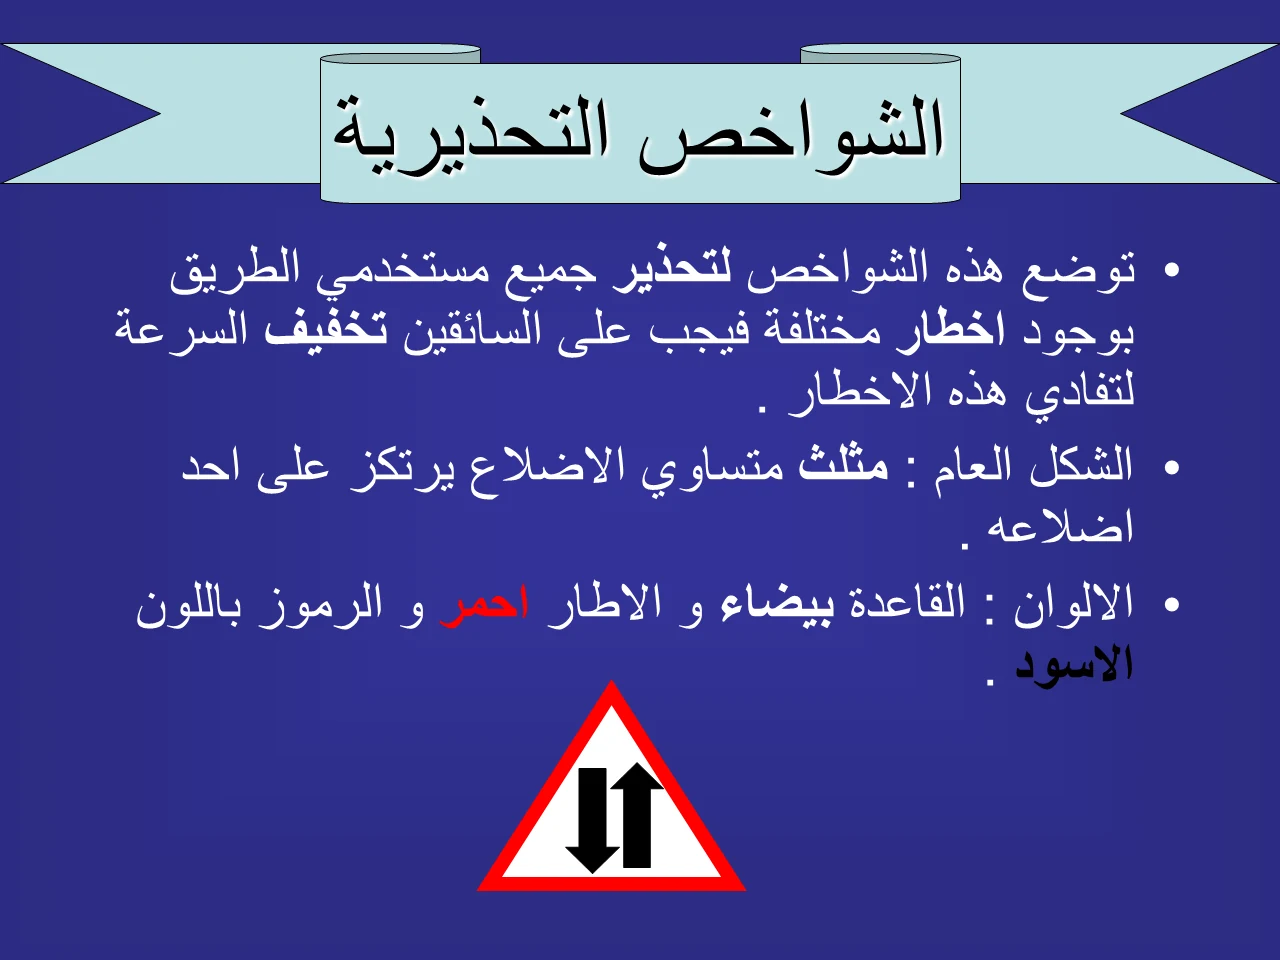 الشواخص التحذيرية
• توضع هذه الشواخص لتحذير جميع مستخدمي الطريق
بوجود اخطار مختلفة فيجب على السائقين تخفيف السرعة
لتفادي هذه الاخطار .
• الشكل العام : مثلث متساوي الاضلاع يرتكز على احد
اضلاعه .
• الالوان : القاعدة بيضاء و الاطار احمر و الرموز باللون
الاسود .